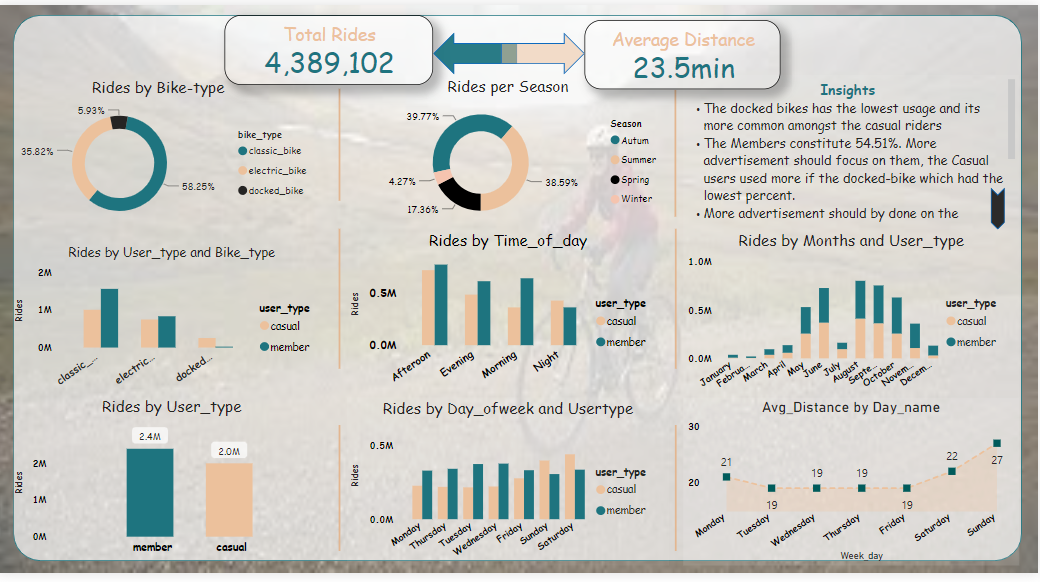 Total Rides
4,389,102
Average Distance
23.5min
Rides by Bike-type
5.93%
35.82%
58.25%
bike_type
classic_bike
electric_bike
docked_bike
Rides per Season
39.77%
4.27%
17.36%
38.59%
Season
Autum
Summer
Spring
Winter
Insights
• The docked bikes has the lowest usage and its
more common amongst the casual riders
• The Members constitute 54.51%. More
advertisement should focus on them, the Casual
users used more if the docked-bike which had the
lowest percent.
• More advertisement should by done on the
Rides by User_type and Bike_type
Rides
2M
1M
0M
classic_...
electric...
docked...
user_type
casual
member
Rides by Time_of_day
Rides
0.5M
0.0M
Afternoon
Evening
Morning
Night
user_type
casual
member
Rides by Months and User_type
1.0M
0.5M
0.0M
January
Februa...
March
April
May
June
July
August
Septe...
October
Novem...
Decem...
user_type
casual
member
Rides by User_type
Rides
2M
1M
0M
2.4M
2.0M
member
casual
Rides by Day_ofweek and Usertype
Rides
0.5M
0.0M
Monday
Thursday
Tuesday
Wednesday
Friday
Sunday
Saturday
user_type
casual
member
Avg_Distance by Day_name
30
20
21
19
19
19
19
22
27
Monday
Tuesday
Wednesday
Thursday
Friday
Saturday
Sunday
Week_day